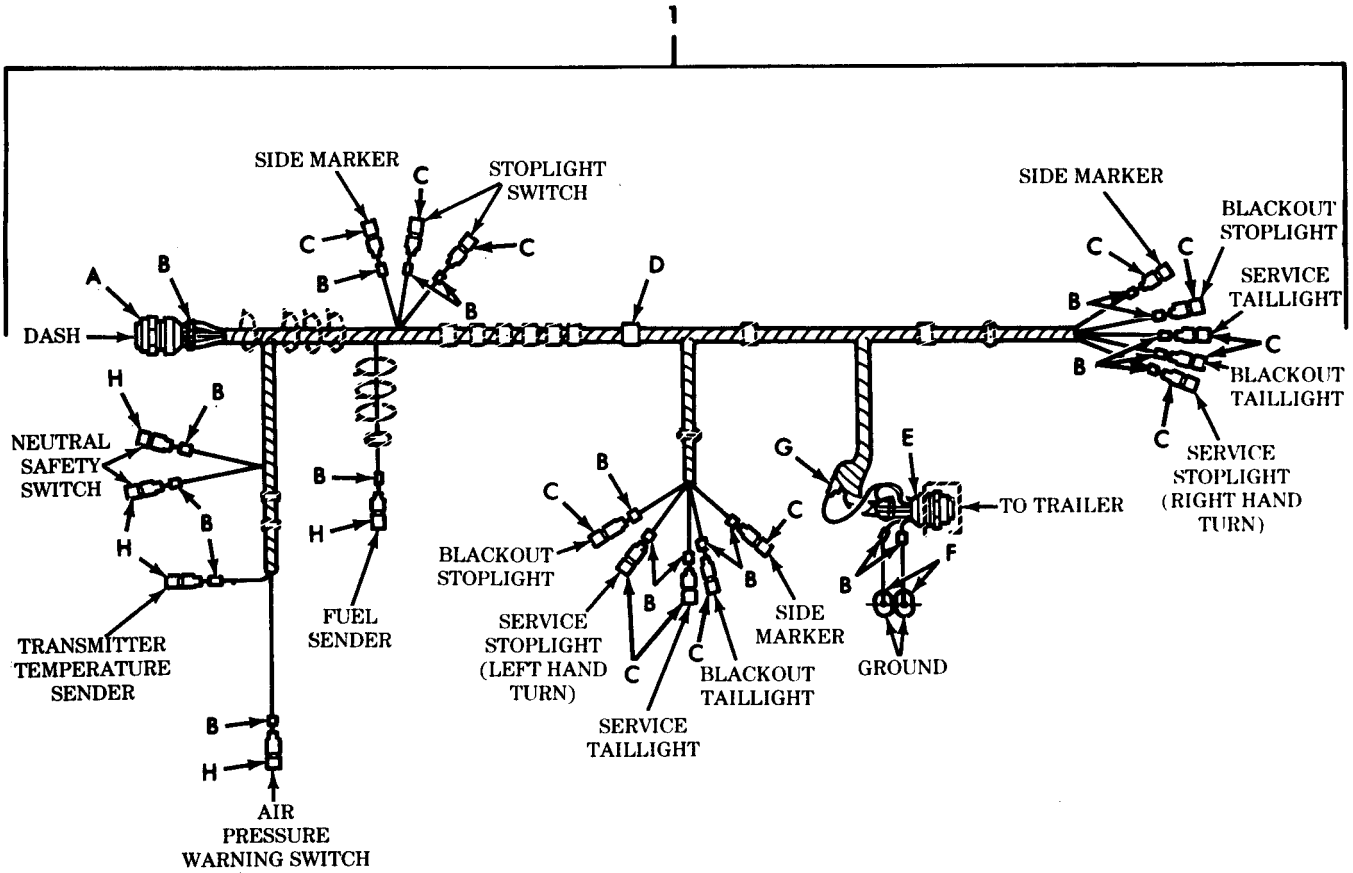 1
SIDE MARKER
C
STOPLIGHT
SWITCH
C
C
B
B
A
B
DASH
D
SIDE MARKER
BLACKOUT
STOPLIGHT
C
C
SERVICE
TAILLIGHT
B
C
B
BLACKOUT
TAILLIGHT
C
SERVICE
STOPLIGHT
(RIGHT HAND
TURN)
H
B
NEUTRAL
SAFETY
SWITCH
H
B
H
TRANSMITTER
TEMPERATURE
SENDER
B
H
FUEL
SENDER
B
H
AIR
PRESSURE
WARNING SWITCH
B
C
C
BLACKOUT
STOPLIGHT
B
B
SERVICE
STOPLIGHT
(LEFT HAND
TURN)
C
C
SIDE
MARKER
BLACKOUT
TAILLIGHT
SERVICE
TAILLIGHT
G
E
TO TRAILER
B
F
GROUND